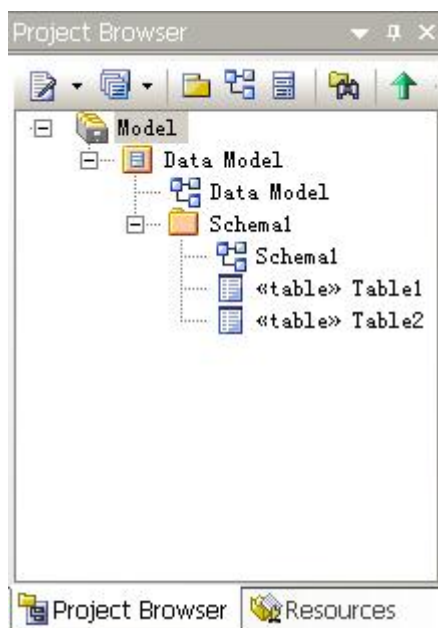 Project Browser
Model
Data Model
Data Model
Schema1
Schema1
«table» Table1
«table» Table2
Project Browser Resources